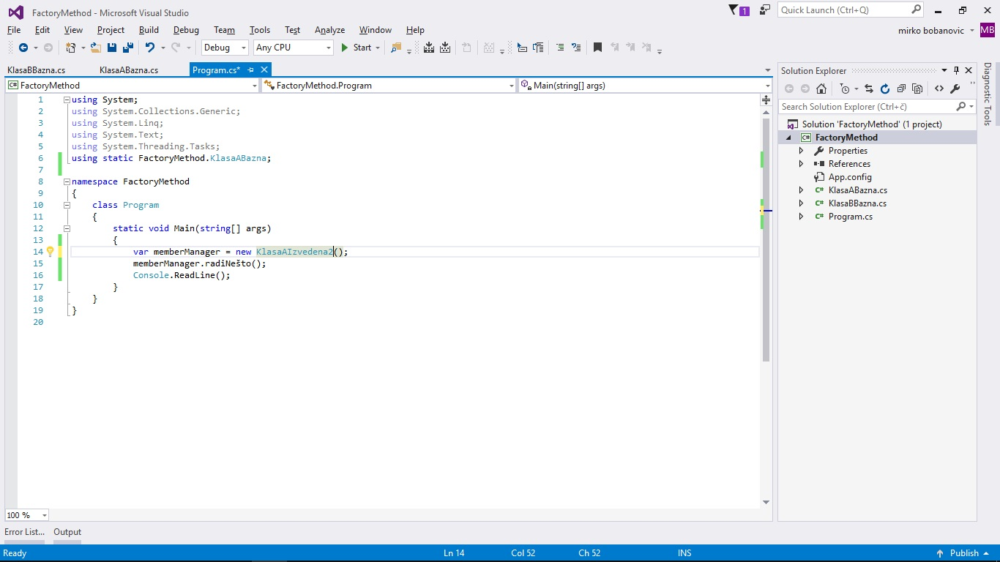 FactoryMethod - Microsoft Visual Studio
1
Quick Launch (Ctrl+Q)
File Edit View Project Build Debug Team Tools Test Analyze Window Help
mirko bobanovic MB
Debug Any CPU Start
KlasaBBazna.cs KlasaABazna.cs Program.cs*
C# FactoryMethod FactoryMethod.Program Main(string[] args)
1 using System;
2 using System.Collections.Generic;
3 using System.Linq;
4 using System.Text;
5 using System.Threading.Tasks;
6 using static FactoryMethod.KlasaABazna;
7
8 namespace FactoryMethod
9 {
10 class Program
11 {
12 static void Main(string[] args)
13 {
14 var memberManager = new KlasaAIzvedena2();
15 memberManager.radiNešto();
16 Console.ReadLine();
17 }
18 }
19 }
20
100 %
Error List... Output
Solution Explorer
Search Solution Explorer (Ctrl+č)
Solution 'FactoryMethod' (1 project)
C# FactoryMethod
Properties
References
App.config
C# KlasaABazna.cs
C# KlasaBBazna.cs
C# Program.cs
Diagnostic Tools
Ready Ln 14 Col 52 Ch 52 INS Publish